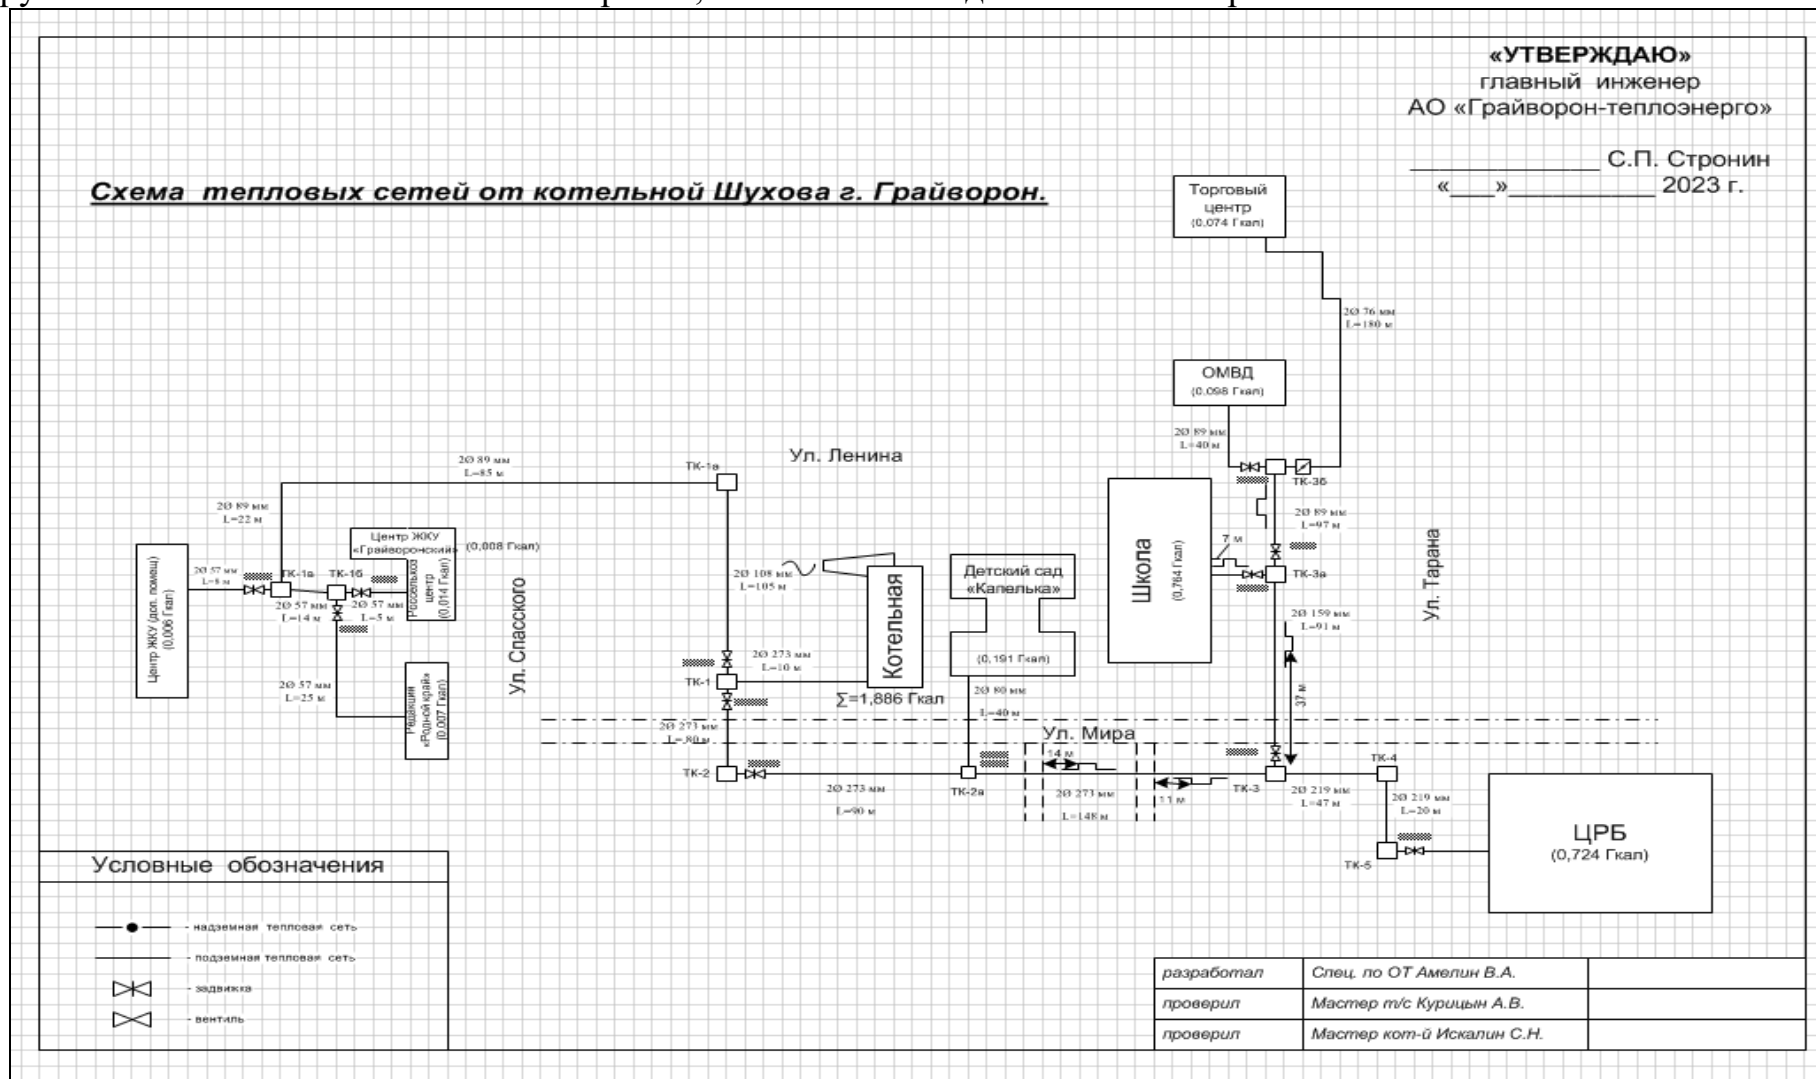 «УТВЕРЖДАЮ»
главный инженер
АО «Грайворон-теплоэнерго»
С.П. Стронин
«___»____________ 2023 г.
Схема тепловых сетей от котельной Шухова г. Грайворон.
Торговый
центр
(0,074 Гкал)
2Ø 76 мм
L=180 м
ОМВД
(0,098 Гкал)
2Ø 89 мм
L=40 м
ТК-3б
Ул. Ленина
ТК-1а
2Ø 89 мм
L=85 м
2Ø 89 мм
L=22 м
Центр ЖКУ
«Грайворонский»
(0,008 Гкал)
Центр ЖКУ (доп. помещ)
(0,006 Гкал)
2Ø 57 мм
ТК-1б
2Ø 57 мм
L=14 м
2Ø 57 мм
L=5 м
Россельхоз
центр
(0,014 Гкал)
2Ø 57 мм
L=25 м
Редакция
«Родной край»
(0,007 Гкал)
Ул. Спасского
2Ø 108 мм
L=105 м
Котельная
2Ø 273 мм
L=10 м
ТК-1
∑=1,886 Гкал
Детский сад
«Капелька»
(0,191 Гкал)
2Ø 80 мм
L=40 м
Школа
(0,764 Гкал)
7 м
2Ø 89 мм
L=97 м
ТК-3а
2Ø 159 мм
L=91 м
37 м
Ул. Тарана
2Ø 273 мм
L=80 м
Ул. Мира
14 м
ТК-2
2Ø 273 мм
L=90 м
ТК-2а
2Ø 273 мм
L=148 м
11 м
ТК-3
2Ø 219 мм
L=47 м
ТК-4
2Ø 219 мм
L=20 м
ТК-5
ЦРБ
(0,724 Гкал)
Условные обозначения
- надземная тепловая сеть
- подземная тепловая сеть
- задвижка
- вентиль
разработал Спец. по ОТ Амелин В.А.
проверил Мастер т/с Курицын А.В.
проверил Мастер кот-й Искалин С.Н.